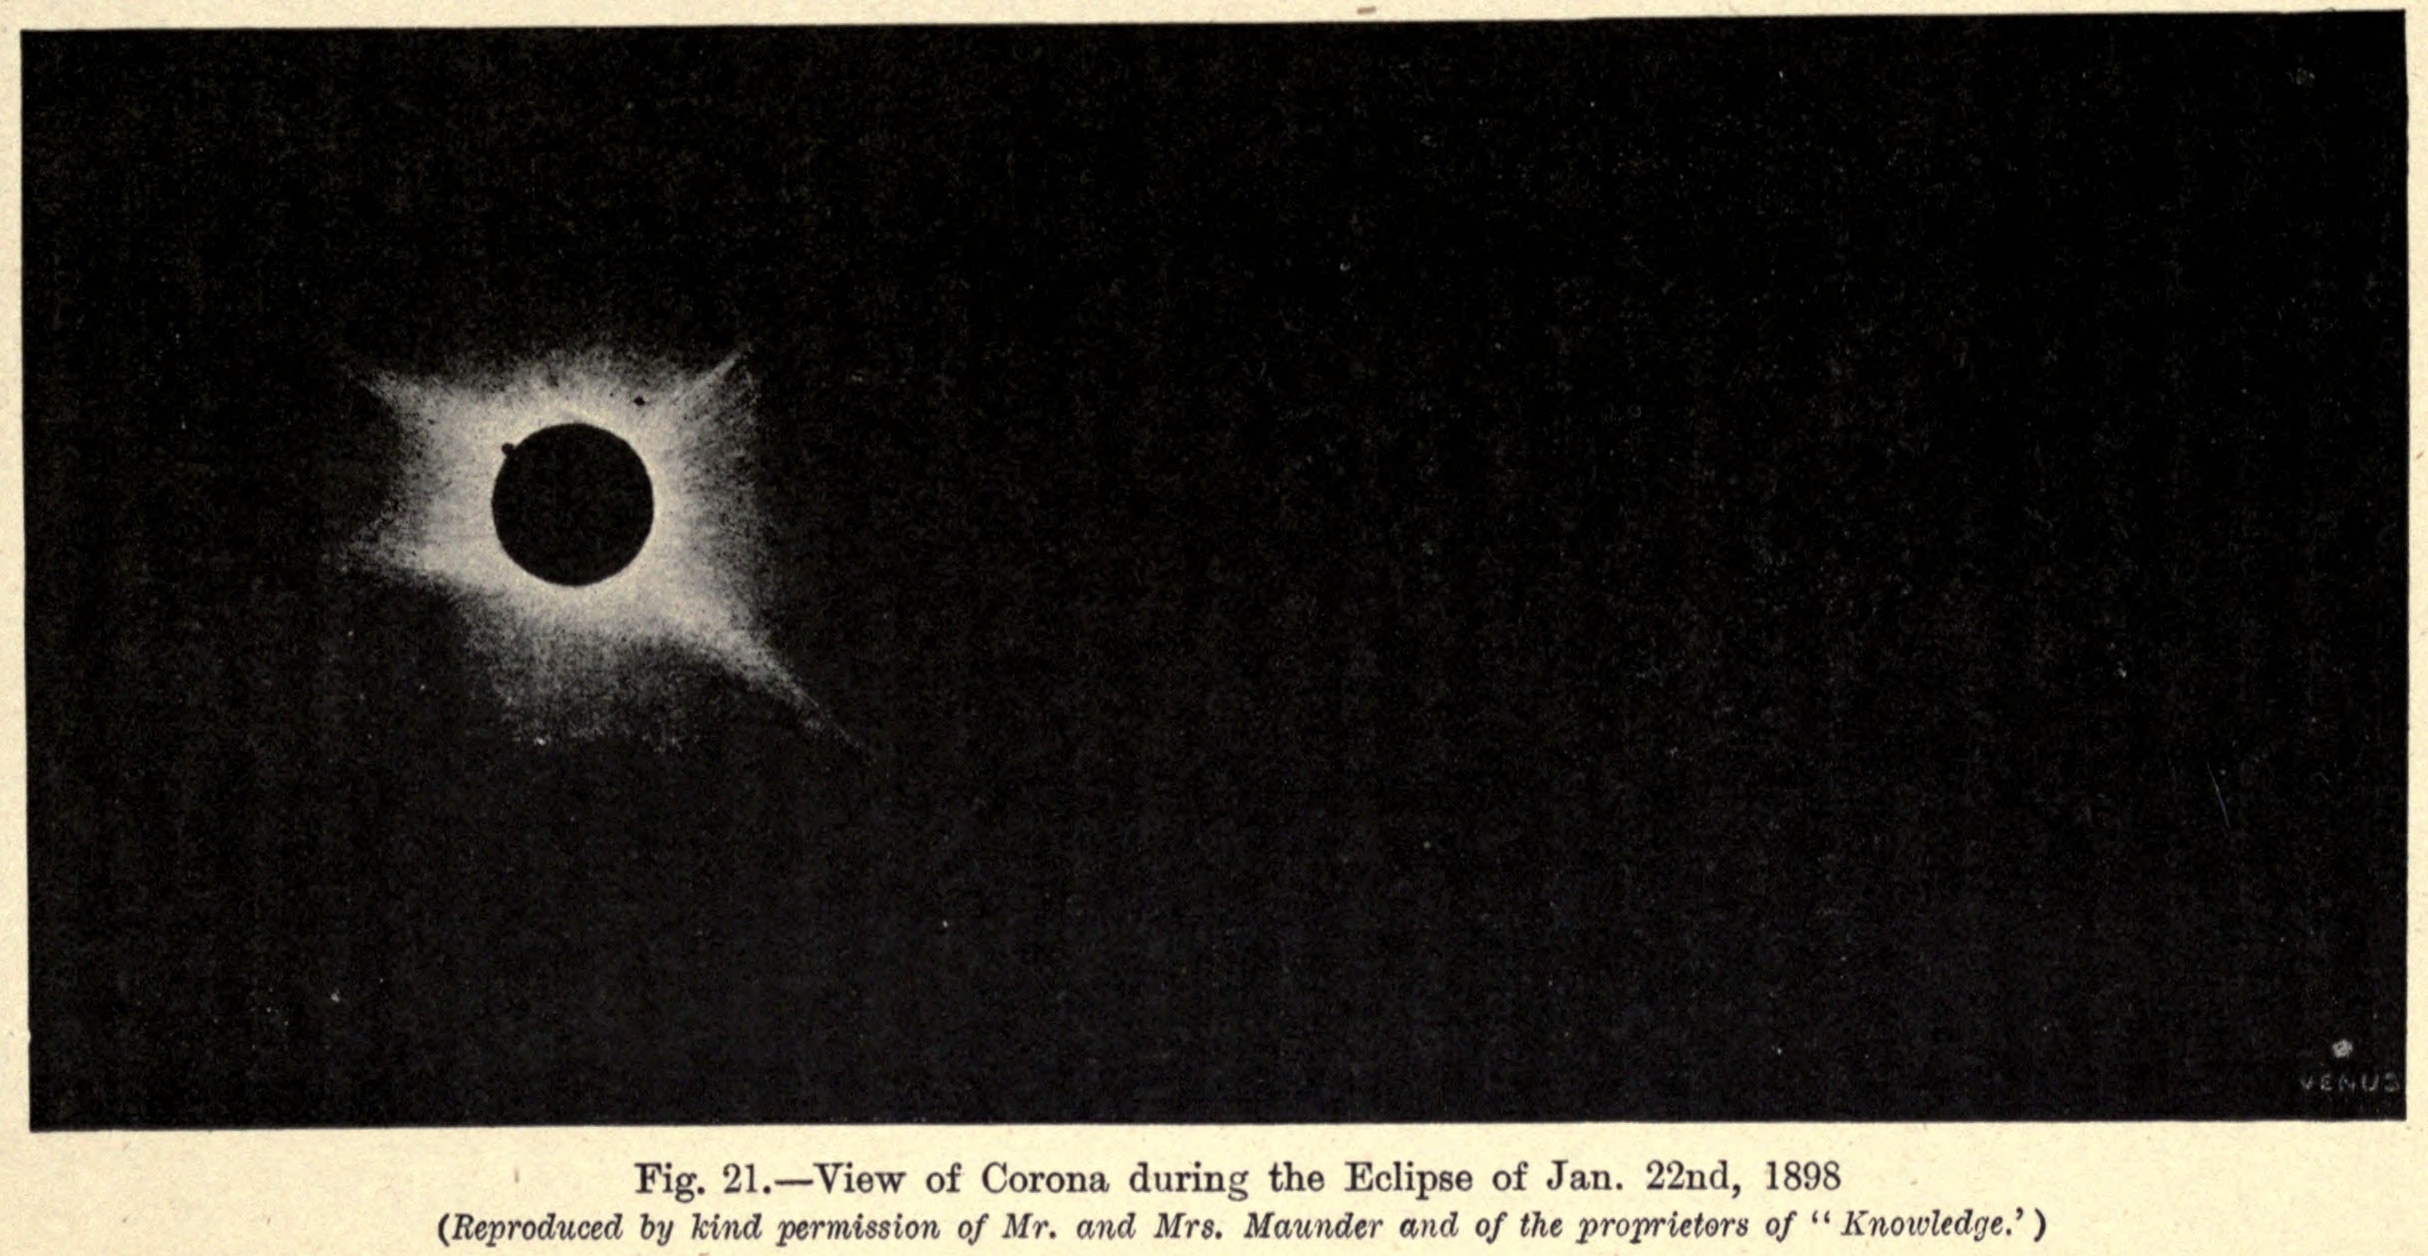 VENUS
Fig. 21.—View of Corona during the Eclipse of Jan. 22nd, 1898
(Reproduced by kind permission of Mr. and Mrs. Maunder and of the proprietors of “ Knowledge.’ )